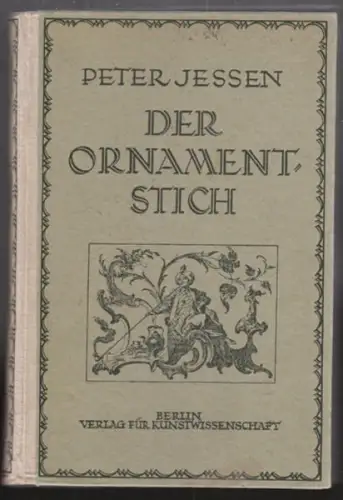 PETER JESSEN
DER
ORNAMENT-
STICH
BERLIN
VERLAG FÜR KUNSTWISSENSCHAFT